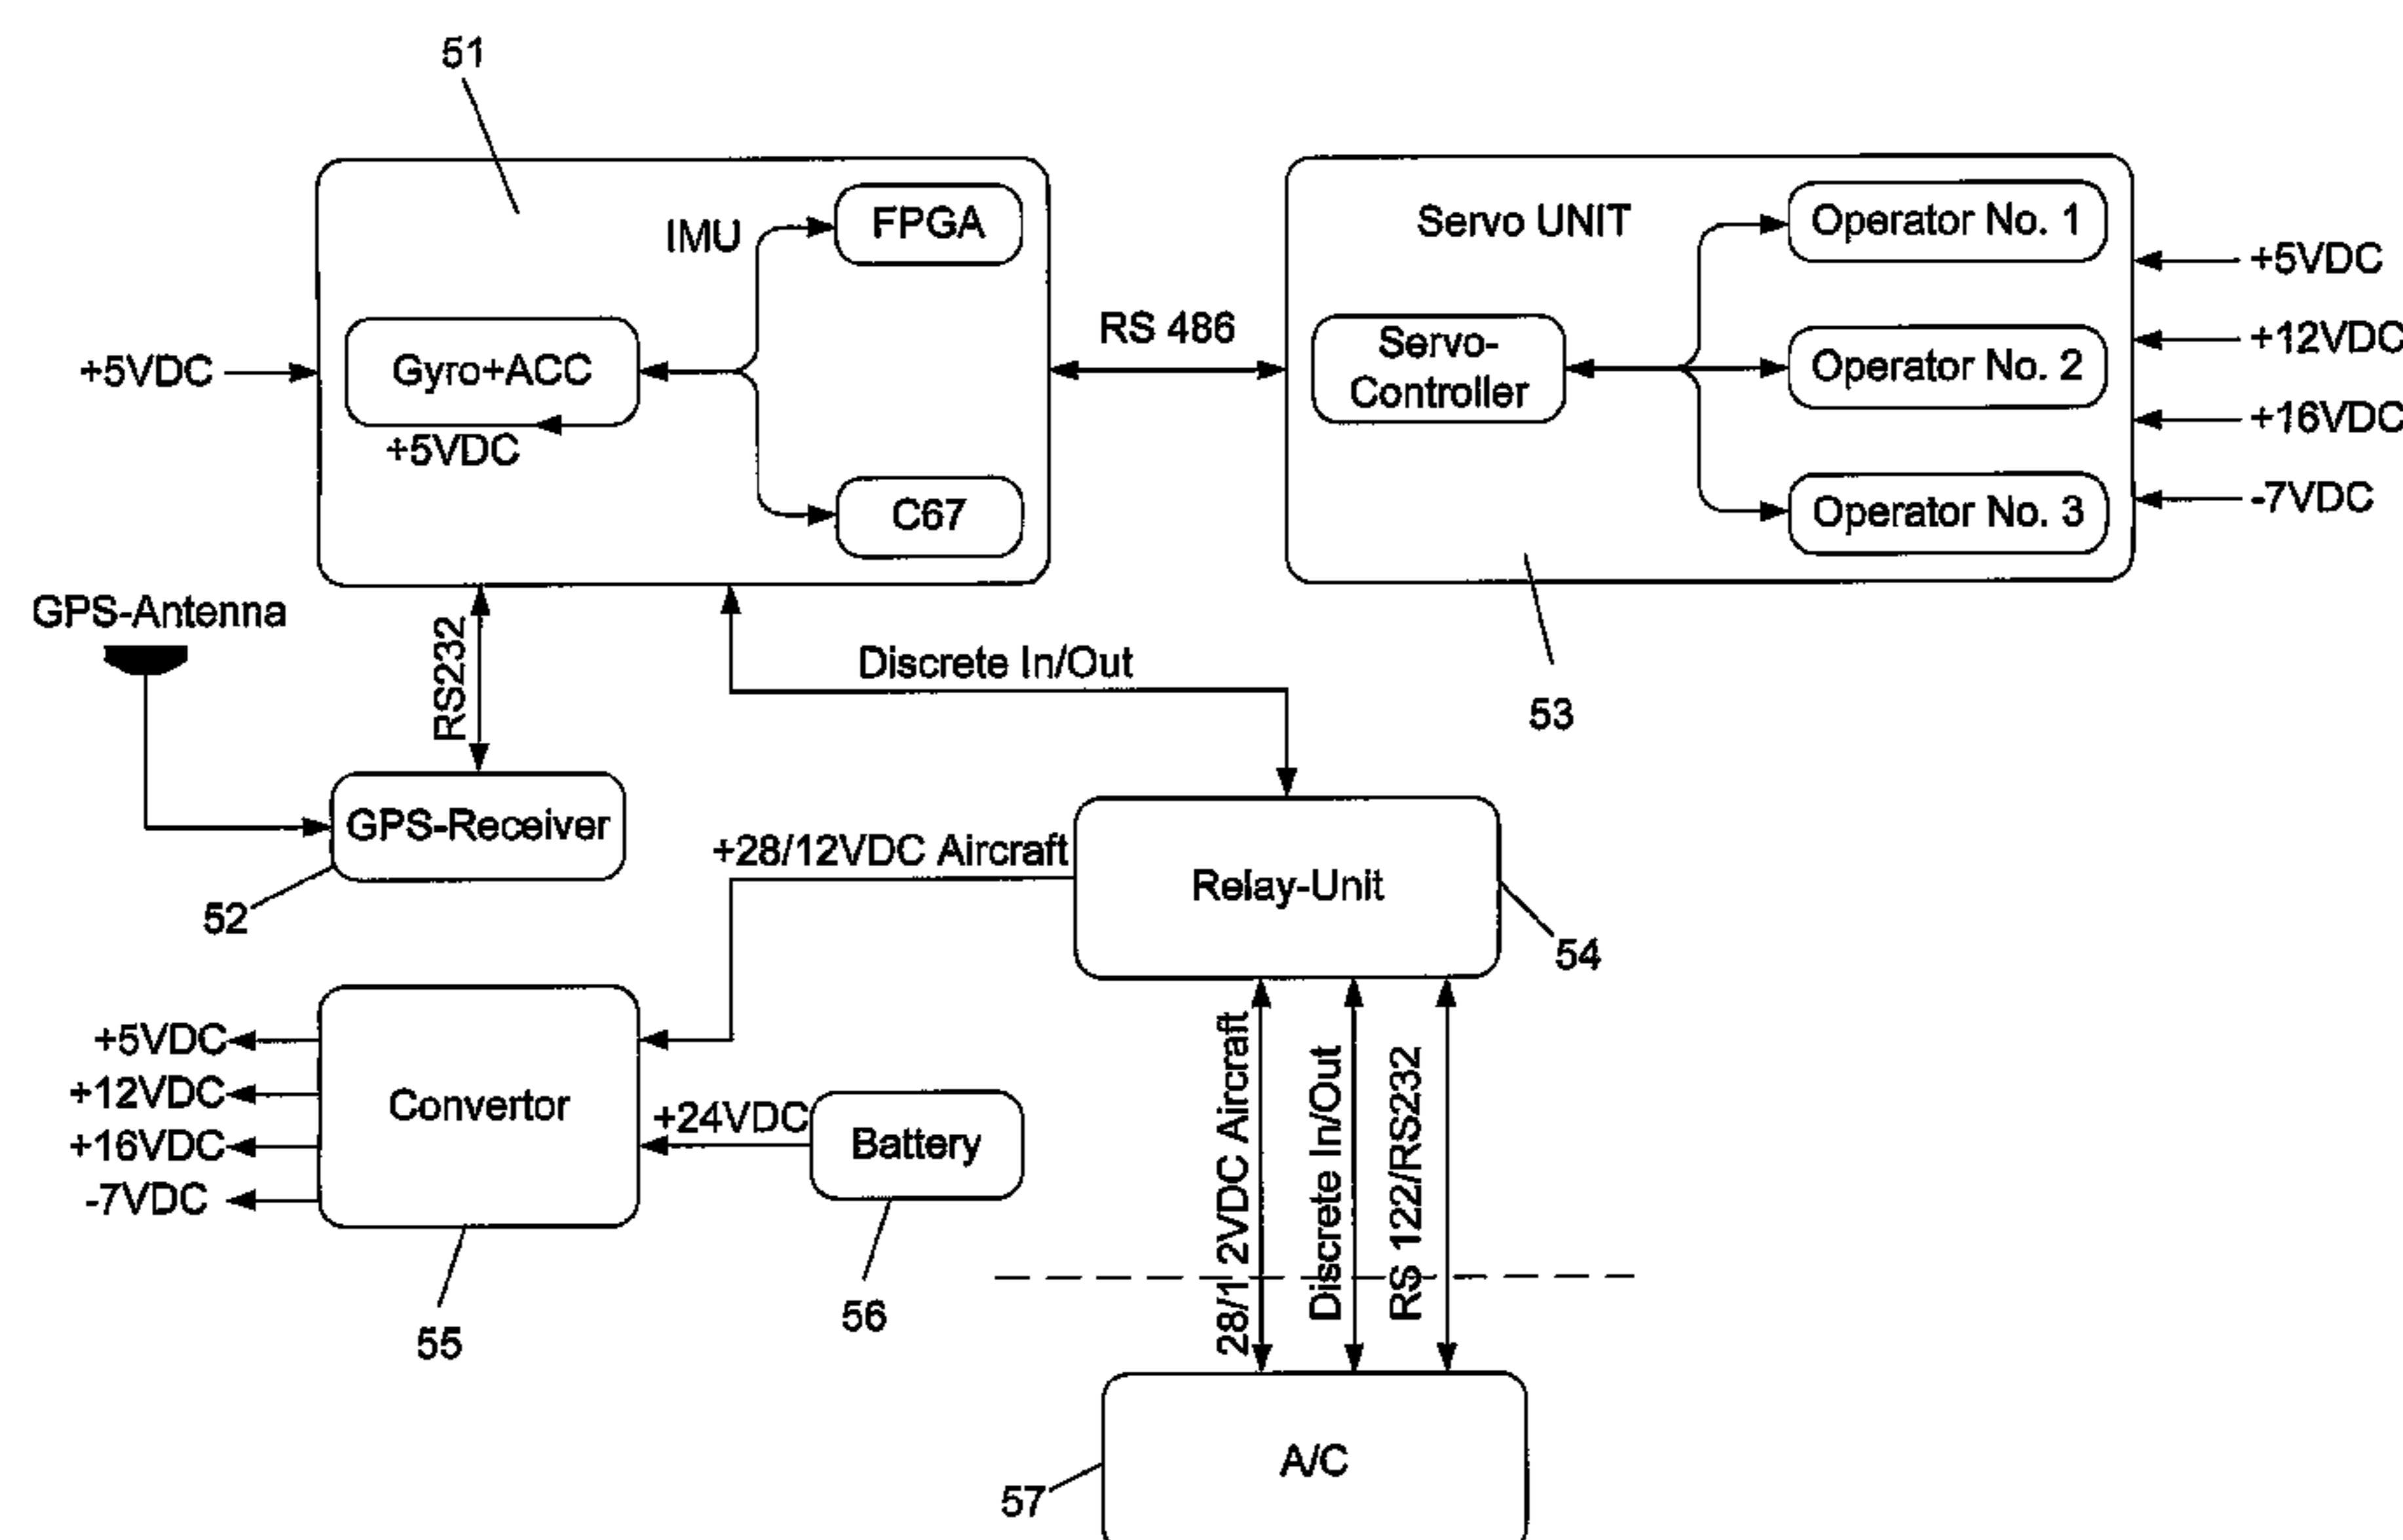 51
IMU
FPGA
Gyro+ACC
+5VDC
+5VDC
C67
RS 486
Servo UNIT
Servo-
Controller
Operator No. 1
Operator No. 2
Operator No. 3
+5VDC
+12VDC
+16VDC
-7VDC
53
GPS-Antenna
RS232
Discrete In/Out
GPS-Receiver
52
+28/12VDC Aircraft
Relay-Unit
54
+5VDC
+12VDC
+16VDC
-7VDC
Convertor
55
+24VDC
Battery
56
28/1 2VDC Aircraft
Discrete In/Out
RS 122/RS232
A/C
57